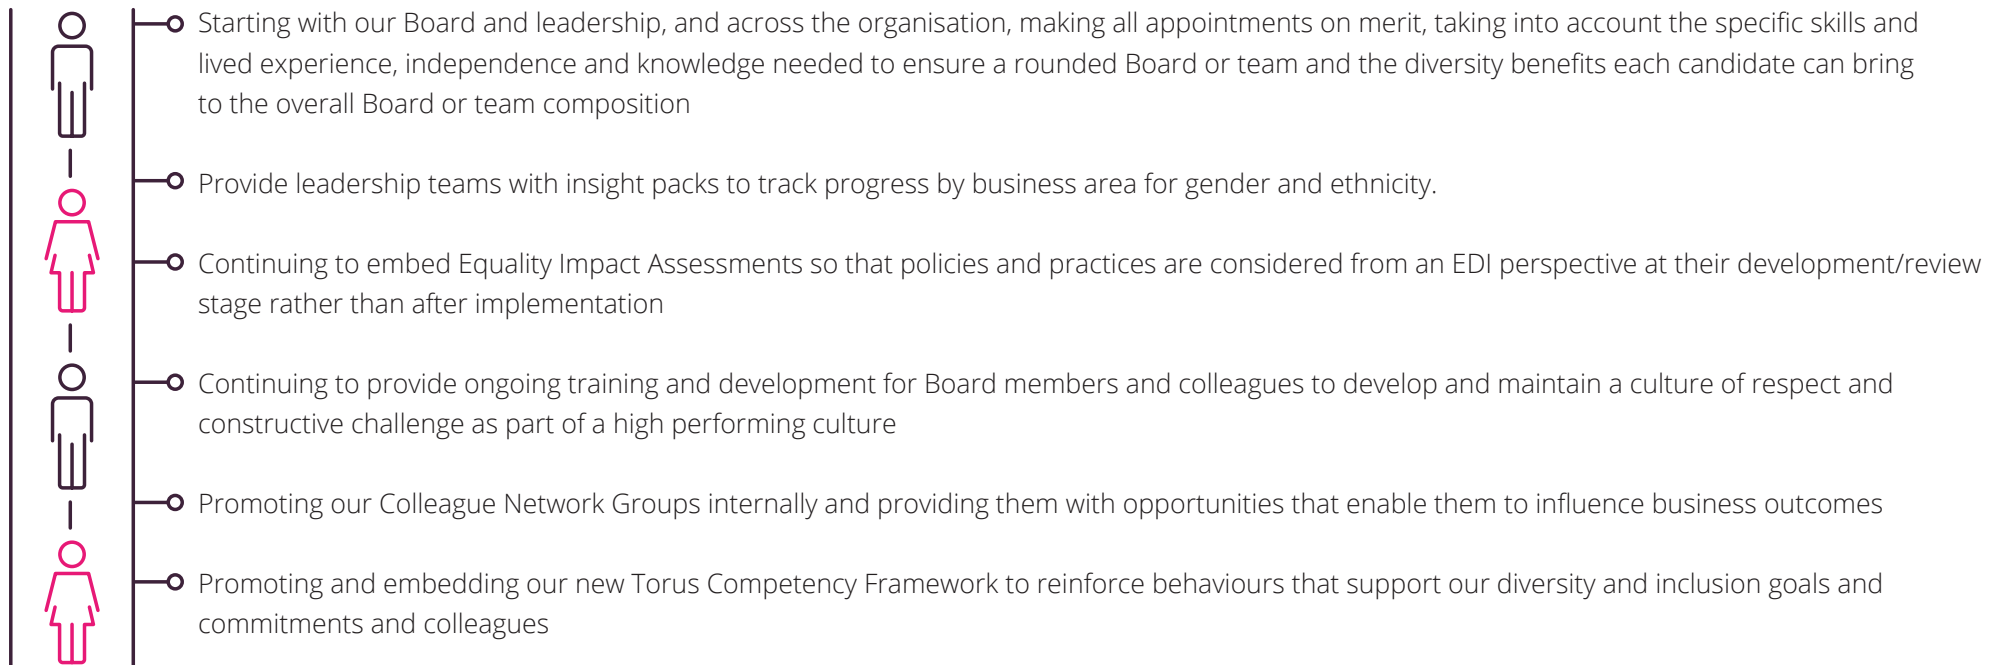 Starting with our Board and leadership, and across the organisation, making all appointments on merit, taking into account the specific skills and
lived experience, independence and knowledge needed to ensure a rounded Board or team and the diversity benefits each candidate can bring
to the overall Board or team composition
Provide leadership teams with insight packs to track progress by business area for gender and ethnicity.
Continuing to embed Equality Impact Assessments so that policies and practices are considered from an EDI perspective at their development/review
stage rather than after implementation
Continuing to provide ongoing training and development for Board members and colleagues to develop and maintain a culture of respect and
constructive challenge as part of a high performing culture
Promoting our Colleague Network Groups internally and providing them with opportunities that enable them to influence business outcomes
Promoting and embedding our new Torus Competency Framework to reinforce behaviours that support our diversity and inclusion goals and
commitments and colleagues